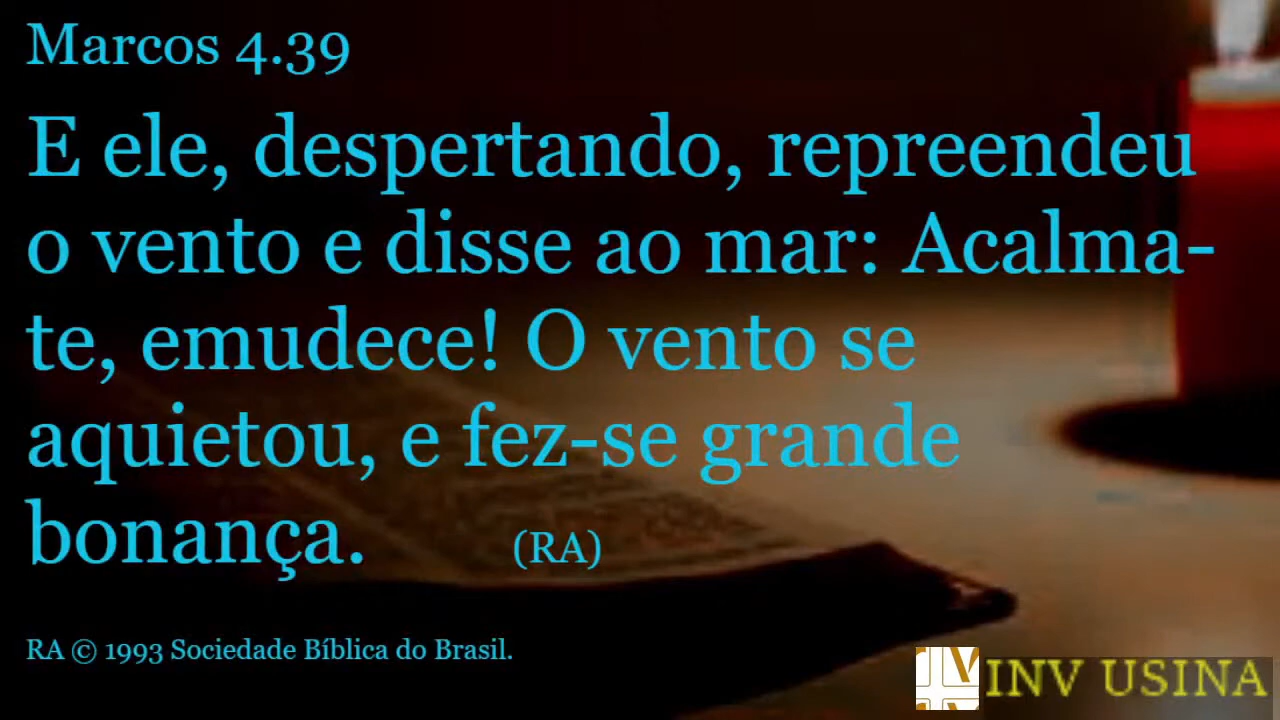 Marcos 4.39
E ele, despertando, repreendeu
o vento e disse ao mar: Acalma-
te, emudece! O vento se
aquietou, e fez-se grande
bonança. (RA)
RA © 1993 Sociedade Bíblica do Brasil.
INV USINA